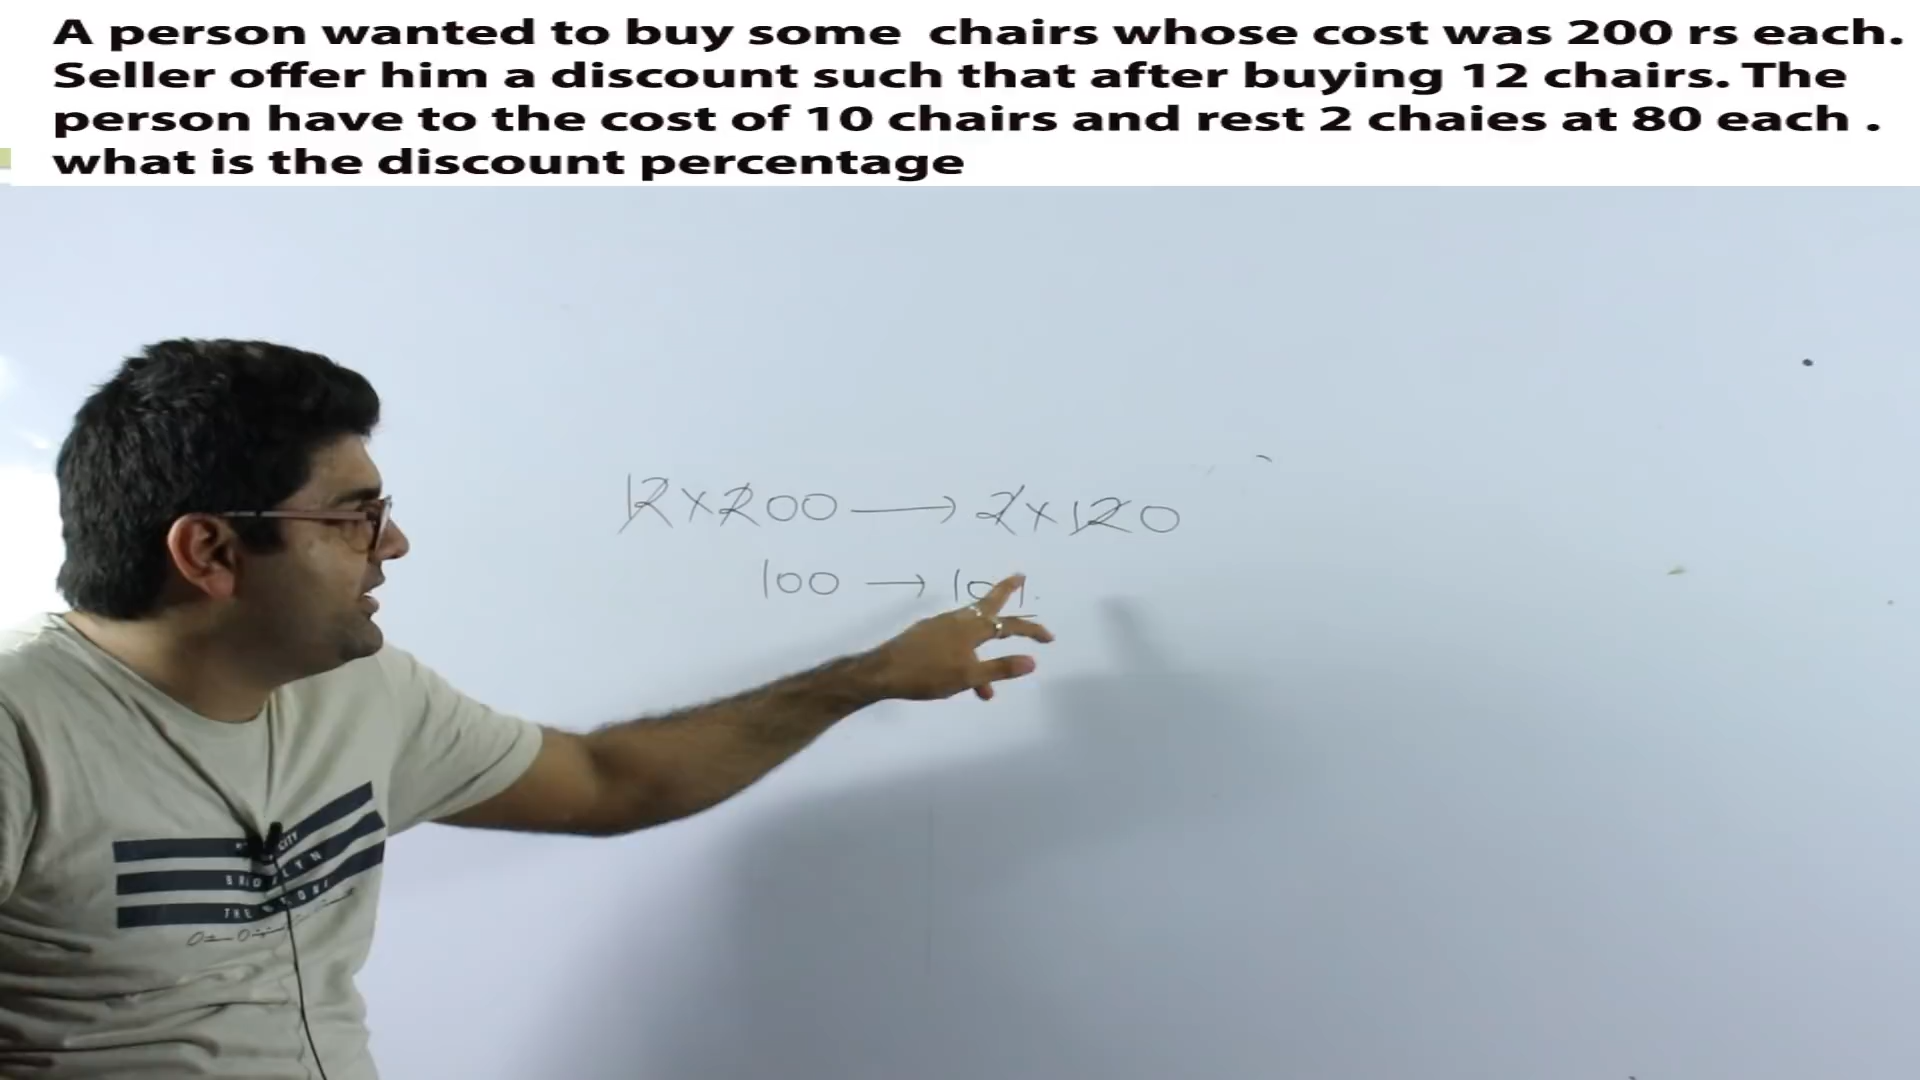 A person wanted to buy some chairs whose cost was 200 rs each.
Seller offer him a discount such that after buying 12 chairs. The
person have to the cost of 10 chairs and rest 2 chaies at 80 each .
what is the discount percentage
12 x 200 → 2 x 120
100 →
CITY
THE